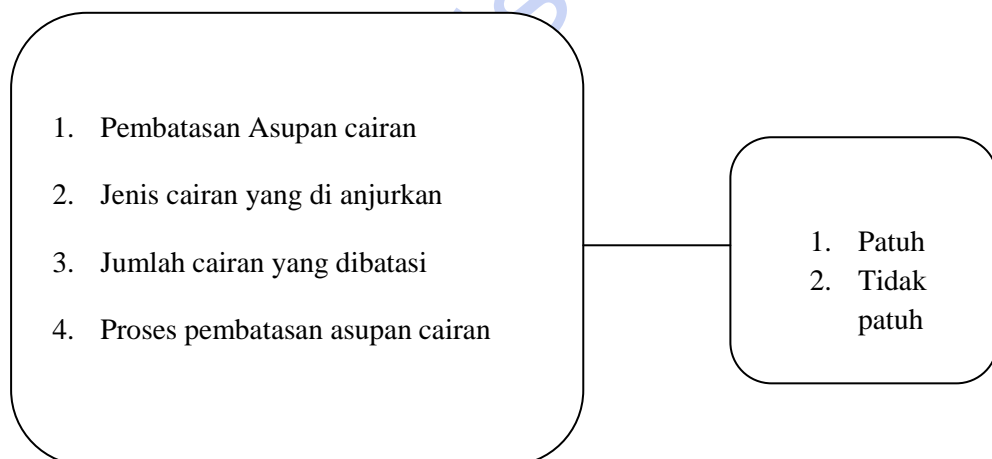 1. Pembatasan Asupan cairan
2. Jenis cairan yang di anjurkan
3. Jumlah cairan yang dibatasi
4. Proses pembatasan asupan cairan
1. Patuh
2. Tidak
patuh